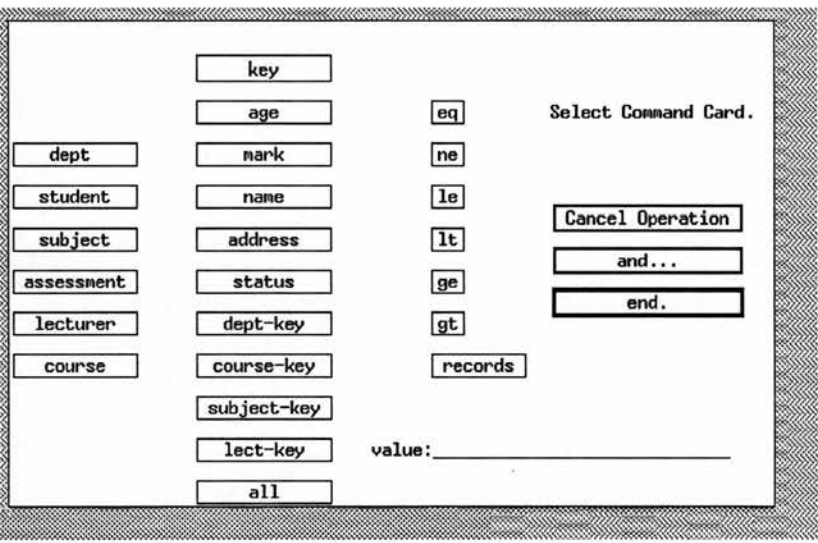 key
age
eq
Select Command Card.
dept
mark
ne
student
name
le
Cancel Operation
subject
address
lt
and...
assessment
status
ge
end.
lecturer
dept-key
gt
course
course-key
records
subject-key
lect-key
value:
all